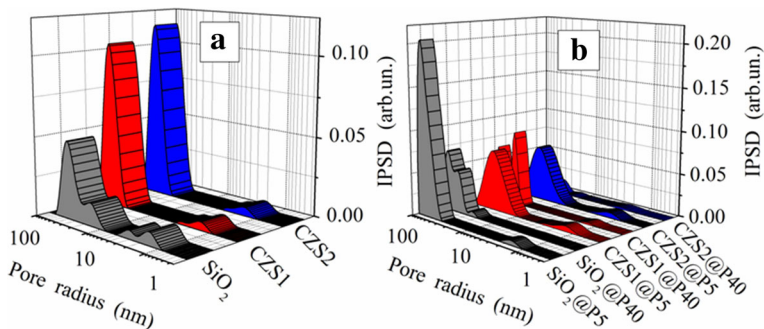 a
0.10
0.05
0.00
IPSD (arb.un.)
100
10
1
Pore radius (nm)
SiO₂
CZS1
CZS2
b
0.20
0.15
0.10
0.05
0.00
IPSD (arb.un.)
100
10
1
Pore radius (nm)
SiO₂@P5
SiO₂@P40
CZS1@P5
CZS1@P40
CZS2@P5
CZS2@P40